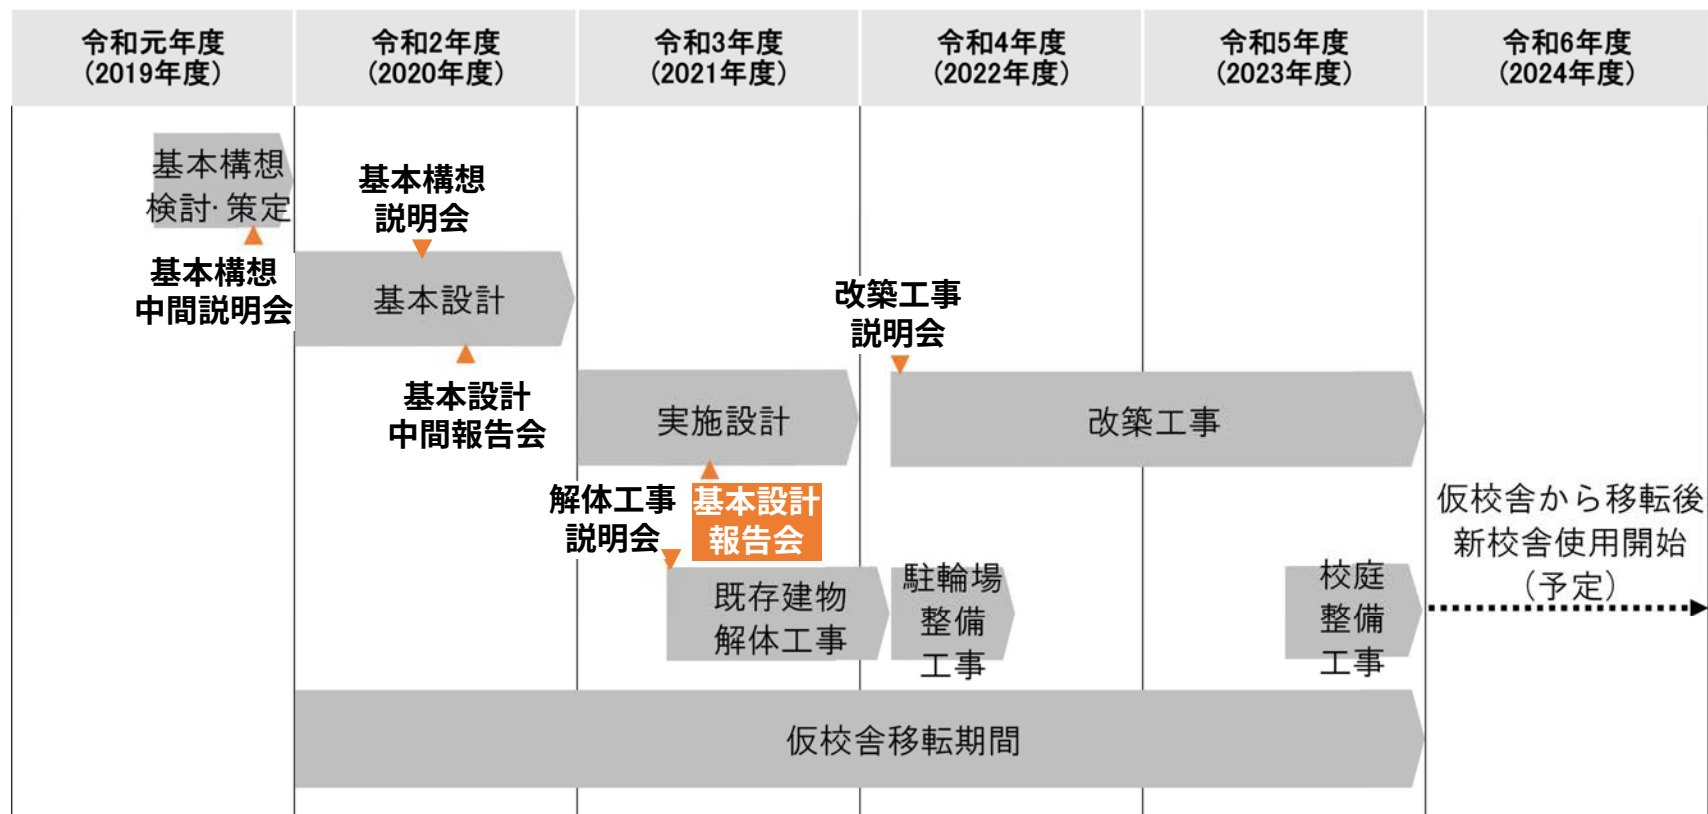 令和元年度
(2019年度)
令和2年度
(2020年度)
令和3年度
(2021年度)
令和4年度
(2022年度)
令和5年度
(2023年度)
令和6年度
(2024年度)
基本構想
検討・策定
基本構想
中間説明会
基本構想
説明会
基本設計
基本設計
中間報告会
改築工事
説明会
実施設計
改築工事
解体工事
説明会
基本設計
報告会
既存建物
解体工事
駐輪場
整備
工事
校庭
整備
工事
仮校舎から移転後
新校舎使用開始
(予定)
仮校舎移転期間